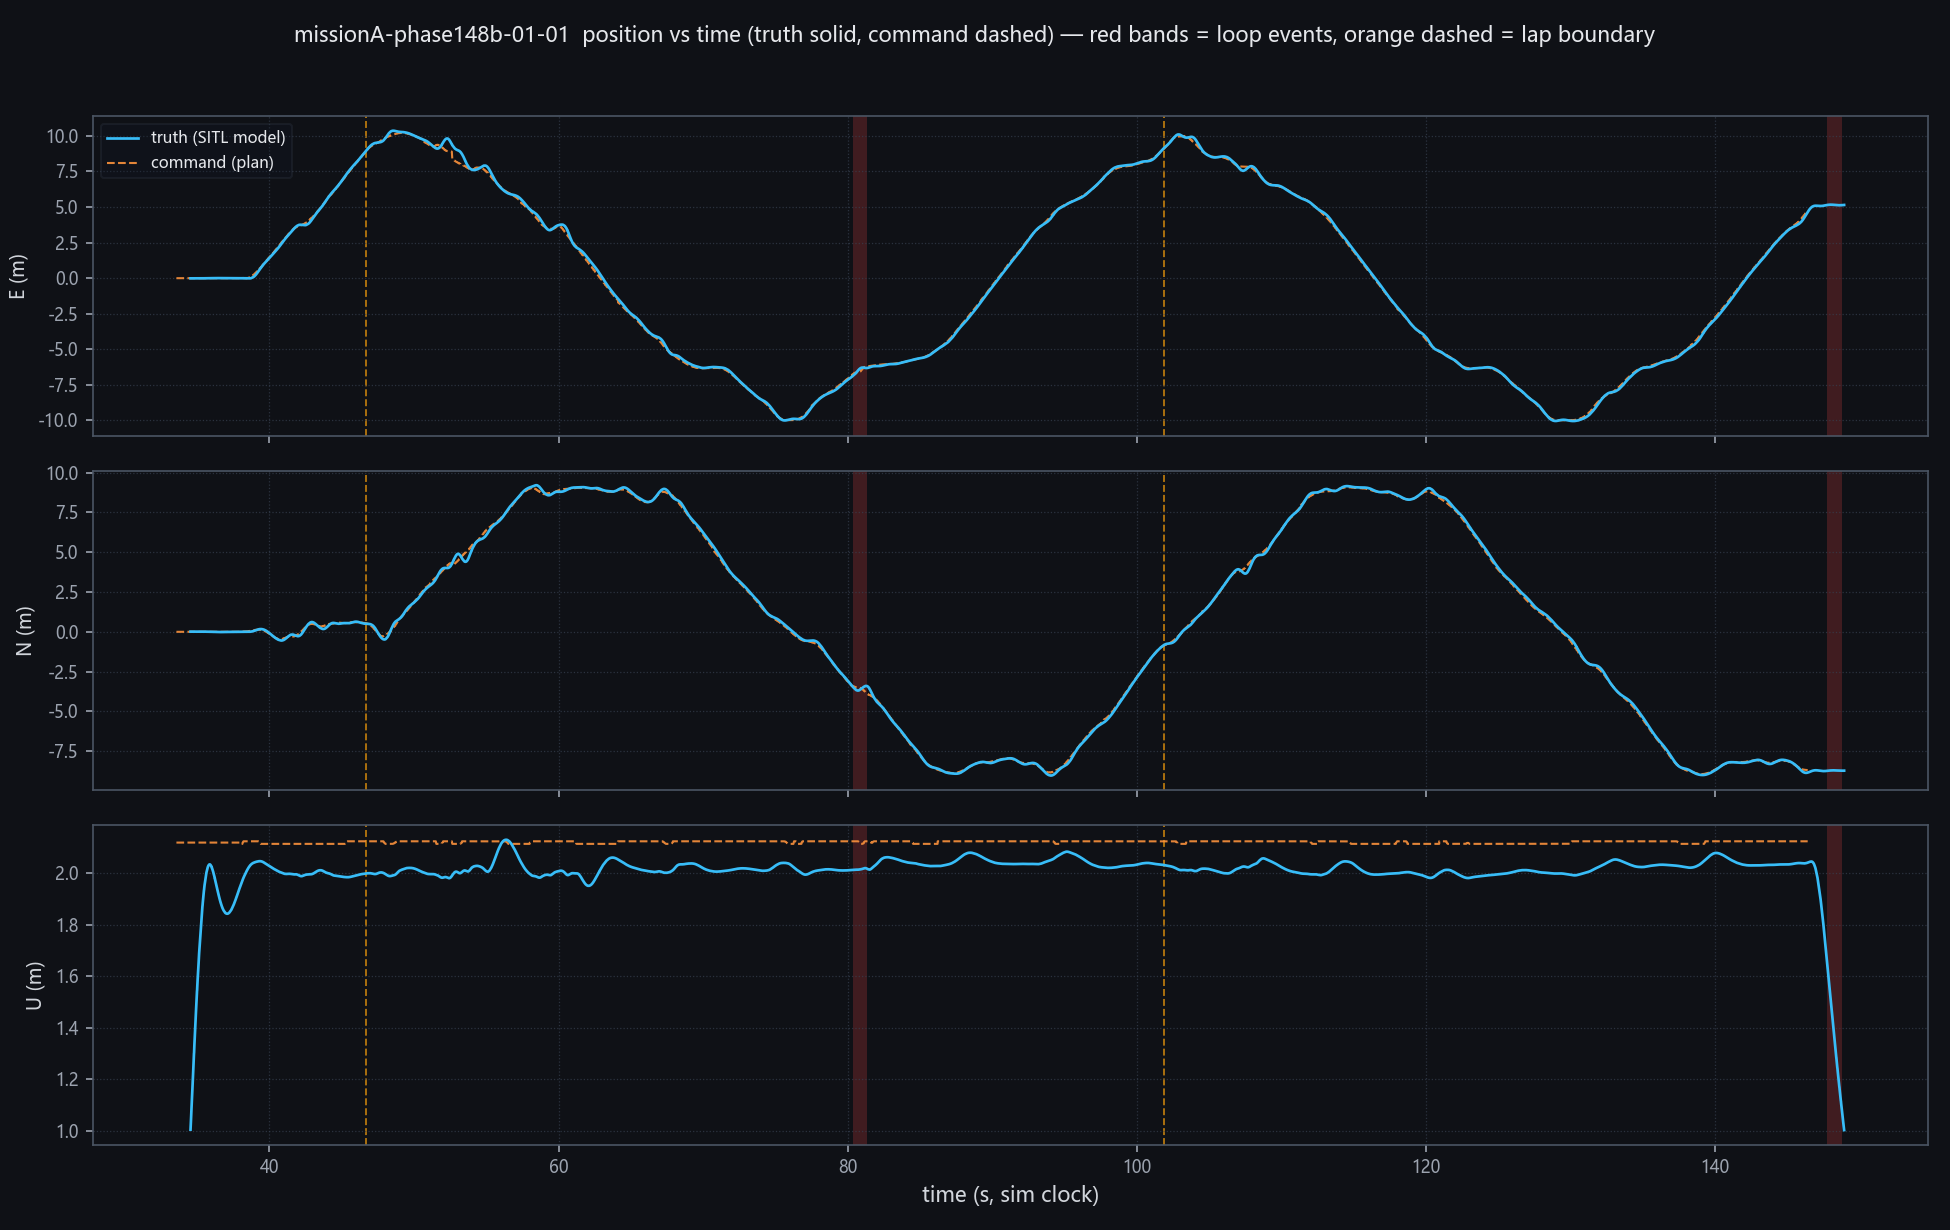 missionA-phase148b-01-01  position vs time (truth solid, command dashed) — red bands = loop events, orange dashed = lap boundary
truth (SITL model)
command (plan)
E (m)
10.0
7.5
5.0
2.5
0.0
-2.5
-5.0
-7.5
-10.0
N (m)
10.0
7.5
5.0
2.5
0.0
-2.5
-5.0
-7.5
U (m)
2.0
1.8
1.6
1.4
1.2
1.0
40 60 80 100 120 140
time (s, sim clock)